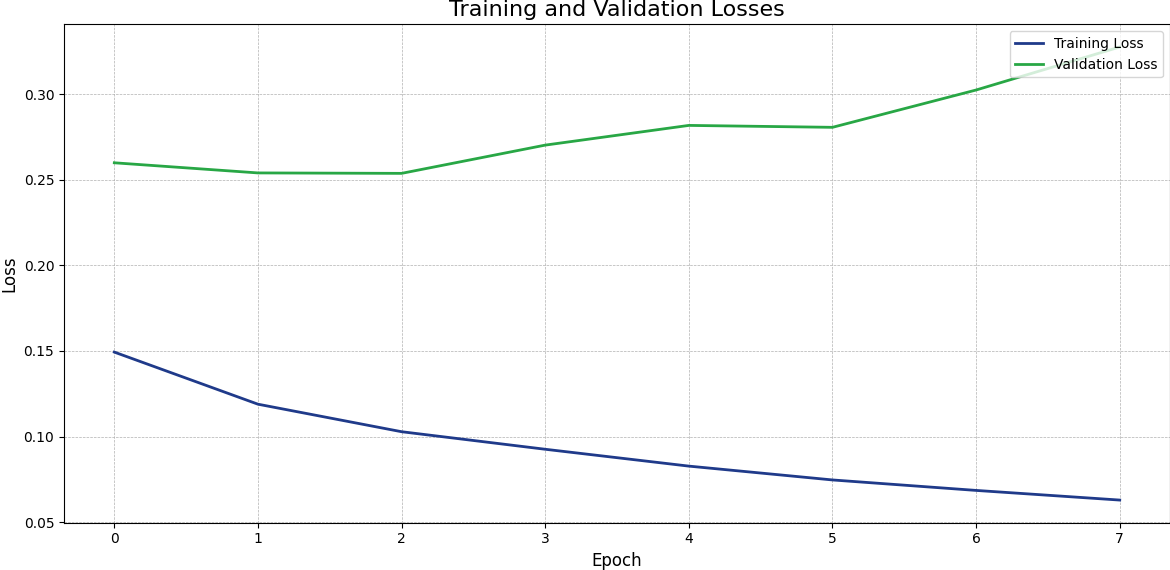 Training and Validation Losses
Training Loss
Validation Loss
0.30
0.25
0.20
0.15
0.10
0.05
Loss
0 1 2 3 4 5 6 7
Epoch